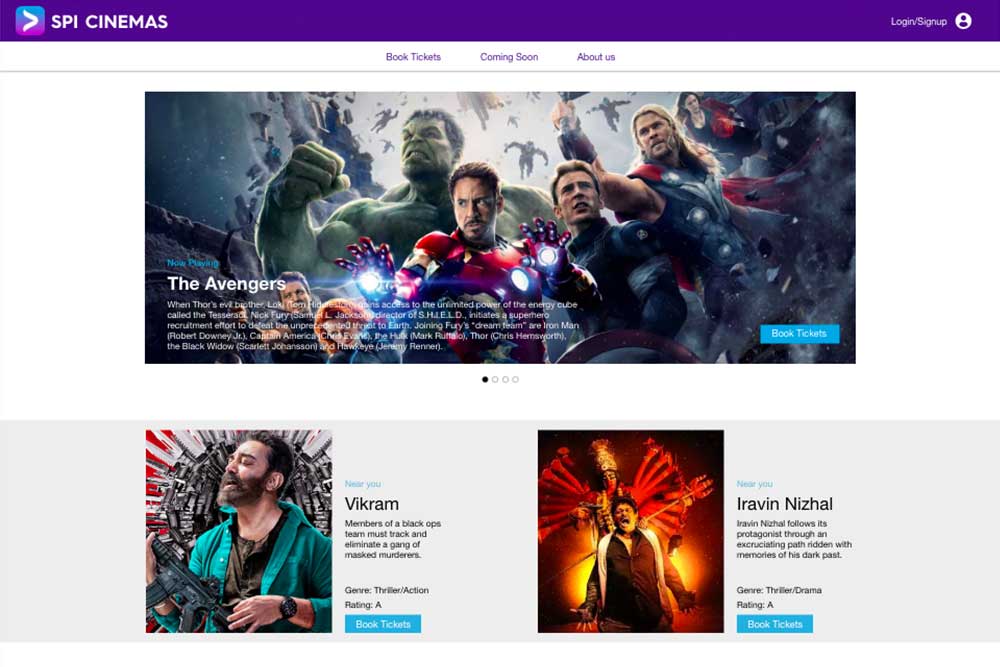 SPI CINEMAS
Login/Signup
Book Tickets
Coming Soon
About us
Now Playing
The Avengers
When Thor's evil brother, Loki (Tom Hiddleston), gains access to the unlimited power of the energy cube
called the Tesseract, Nick Fury (Samuel L. Jackson), director of S.H.I.E.L.D., initiates a superhero
recruitment effort to defeat the unprecedented threat to Earth. Joining Fury's "dream team" are Iron Man
(Robert Downey Jr.), Captain America (Chris Evans), the Hulk (Mark Ruffalo), Thor (Chris Hemsworth),
the Black Widow (Scarlett Johansson) and Hawkeye (Jeremy Renner).
Book Tickets
Near you
Vikram
Members of a black ops
team must track and
eliminate a gang of
masked murderers.
Genre: Thriller/Action
Rating: A
Book Tickets
Near you
Iravin Nizhal
Iravin Nizhal follows its
protagonist through an
excruciating path ridden with
memories of his dark past.
Genre: Thriller/Drama
Rating: A
Book Tickets